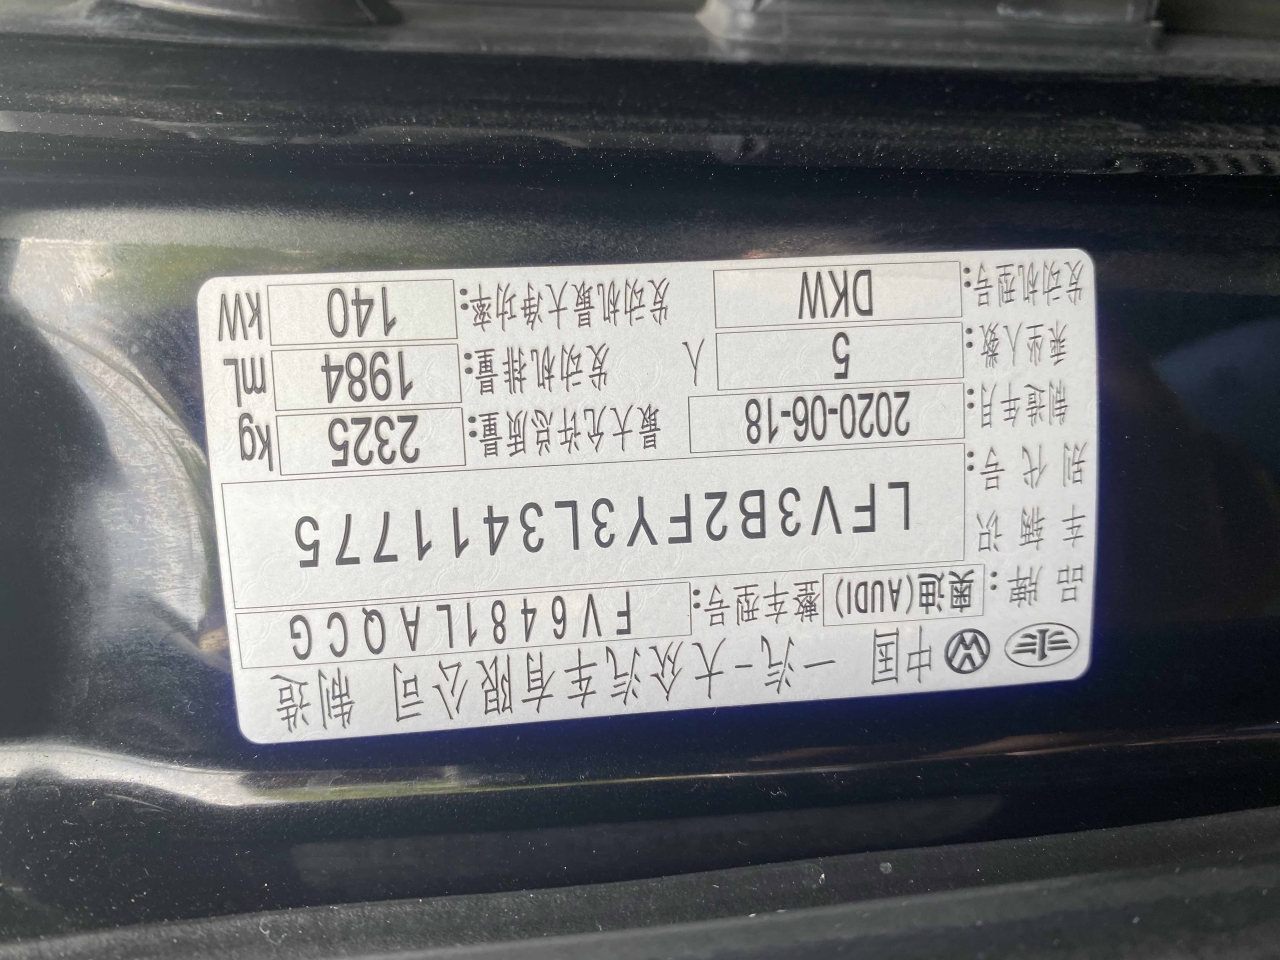 中国 一汽-大众汽车有限公司 制造
品牌: 奥迪(AUDI) 整车型号: FV6481LAQCG
车辆识别代号: LFV3B2FY3L3411775
制造年月: 2020-06-18 最大允许总质量: 2325 kg
乘坐人数: 5 人 发动机排量: 1984 mL
发动机型号: DKW 发动机最大净功率: 140 kW